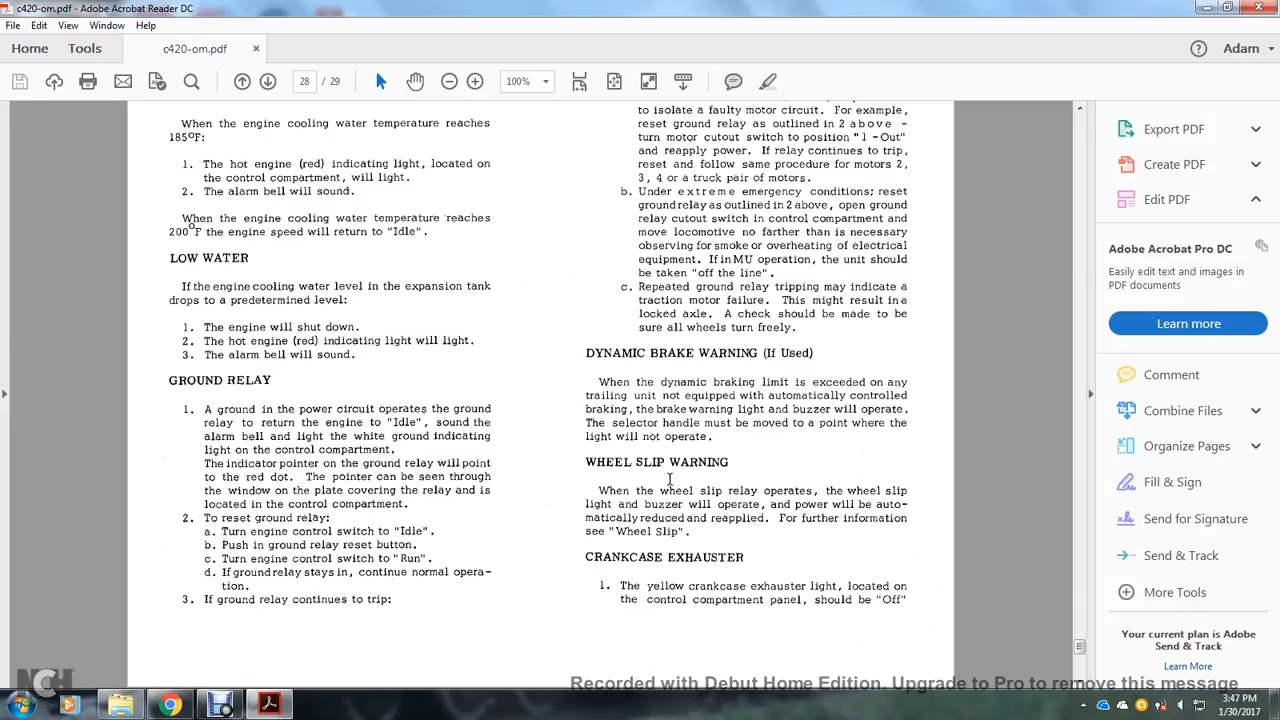 c420-om.pdf - Adobe Acrobat Reader DC
File Edit View Window Help
Home Tools c420-om.pdf × Adam
28 / 29 100%
When the engine cooling water temperature reaches
185ºF:
1. The hot engine (red) indicating light, located on
the control compartment, will light.
2. The alarm bell will sound.
When the engine cooling water temperature reaches
200ºF the engine speed will return to "Idle".
LOW WATER
If the engine cooling water level in the expansion tank
drops to a predetermined level:
1. The engine will shut down.
2. The hot engine (red) indicating light will light.
3. The alarm bell will sound.
GROUND RELAY
1. A ground in the power circuit operates the ground
relay to return the engine to "Idle", sound the
alarm bell and light the white ground indicating
light on the control compartment.
The indicator pointer on the ground relay will point
to the red dot. The pointer can be seen through
the window on the plate covering the relay and is
located in the control compartment.
2. To reset ground relay:
a. Turn engine control switch to "Idle".
b. Push in ground relay reset button.
c. Turn engine control switch to "Run".
d. If ground relay stays in, continue normal opera-
tion.
3. If ground relay continues to trip:
to isolate a faulty motor circuit. For example,
reset ground relay as outlined in 2 above -
turn motor cutout switch to position "1 -Out"
and reapply power. If relay continues to trip,
reset and follow same procedure for motors 2,
3, 4 or a truck pair of motors.
b. Under extreme emergency conditions; reset
ground relay as outlined in 2 above, open ground
relay cutout switch in control compartment and
move locomotive no farther than is necessary
observing for smoke or overheating of electrical
equipment. If in MU operation, the unit should
be taken "off the line".
c. Repeated ground relay tripping may indicate a
traction motor failure. This might result in a
locked axle. A check should be made to be
sure all wheels turn freely.
DYNAMIC BRAKE WARNING (If Used)
When the dynamic braking limit is exceeded on any
trailing unit not equipped with automatically controlled
braking, the brake warning light and buzzer will operate.
The selector handle must be moved to a point where the
light will not operate.
WHEEL SLIP WARNING
When the wheel slip relay operates, the wheel slip
light and buzzer will operate, and power will be auto-
matically reduced and reapplied. For further information
see "Wheel Slip".
CRANKCASE EXHAUSTER
1. The yellow crankcase exhauster light, located on
the control compartment panel, should be "Off"
Export PDF
Create PDF
Edit PDF
Adobe Acrobat Pro DC
Easily edit text and images in
PDF documents
Learn more
Comment
Combine Files
Organize Pages
Fill & Sign
Send for Signature
Send & Track
More Tools
Your current plan is Adobe
Send & Track
Learn More
NCH
Recorded with Debut Home Edition. Upgrade to Pro to remove this message
3:47 PM
1/30/2017